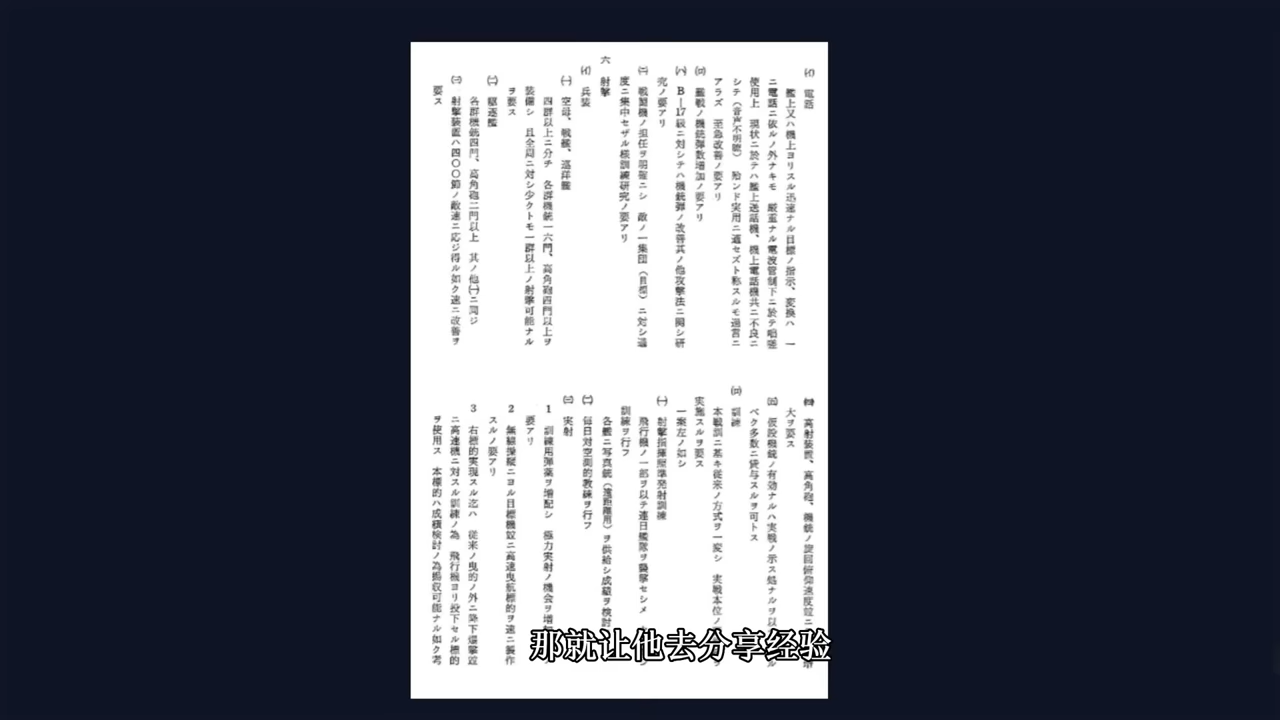 (イ) 電話
艦上又ハ機上ヨリスル迅速ナル目標ノ指示、変換ハ 一
ニ電話ニ依ルノ外ナキモ 厳重ナル電波管制下ニ於テ唯
使用上 現状ニ於テハ艦上送話機、機上電話機共ニ不良ニ
シテ(音声不明瞭) 殆ンド実用ニ適セズト称スルモ過言ニ
アラズ 至急改善ノ要アリ
(ロ) 艦戦ノ機銃弾数増加ノ要アリ
(ハ) B―17級ニ対シテハ機銃弾ノ改善其ノ他攻撃法ニ関シ研
究ノ要アリ
(ニ) 戦闘機ノ担任ヲ明確ニシ 敵ノ一集団(目標)ニ対シ過
度ニ集中セザル様訓練研究ノ要アリ
六 射撃
(イ) 兵装
(一) 空母、戦艦、巡洋艦
四群以上ニ分チ 各群機銃一六門、高角砲四門以上ヲ
装備シ 且全周ニ対シ少クトモ一群以上ノ射撃可能ナル
ヲ要ス
(二) 駆逐艦
各群機銃四門、高角砲二門以上 其ノ他(一)ニ同ジ
(三) 射撃装置ハ四〇〇節ノ敵速ニ応ジ得ル如ク速ニ改善ヲ
要ス
(四) 高射装置、高角砲、機銃ノ旋回俯仰速度並ニ 増
大ヲ要ス
(五) 仮設機銃ノ有効ナルハ実戦ノ示ス処ナルヲ以 ル
ベク多数ニ貸与スルヲ可トス
(ロ) 訓練
本戦訓ニ基キ従来ノ方式ヲ一変シ 実戦本位ノ ヲ
実施スルヲ要ス
一案左ノ如シ
(一) 射撃指揮照準発射訓練
飛行機ノ一部ヲ以テ連日艦隊ヲ襲撃セシメ
訓練ヲ行フ
各艦ニ写真銃(遠距離用)ヲ供給シ成績ヲ検討
(二) 毎日対空測的教練ヲ行フ
(三) 実射
1 訓練用弾薬ヲ増配シ 極力実射ノ機会ヲ増
要アリ
2 無線操縦ニヨル目標機並ニ高速曳航標的ヲ速ニ製作
スルノ要アリ
3 右標的実現スル迄ハ 従来ノ曳的ノ外ニ降下爆撃並
ニ高速機ニ対スル訓練ノ為 飛行機ヨリ投下セル標的
ヲ使用ス 本標的ハ成績検討ノ為揚収可能ナル如ク考
那就让他去分享经验